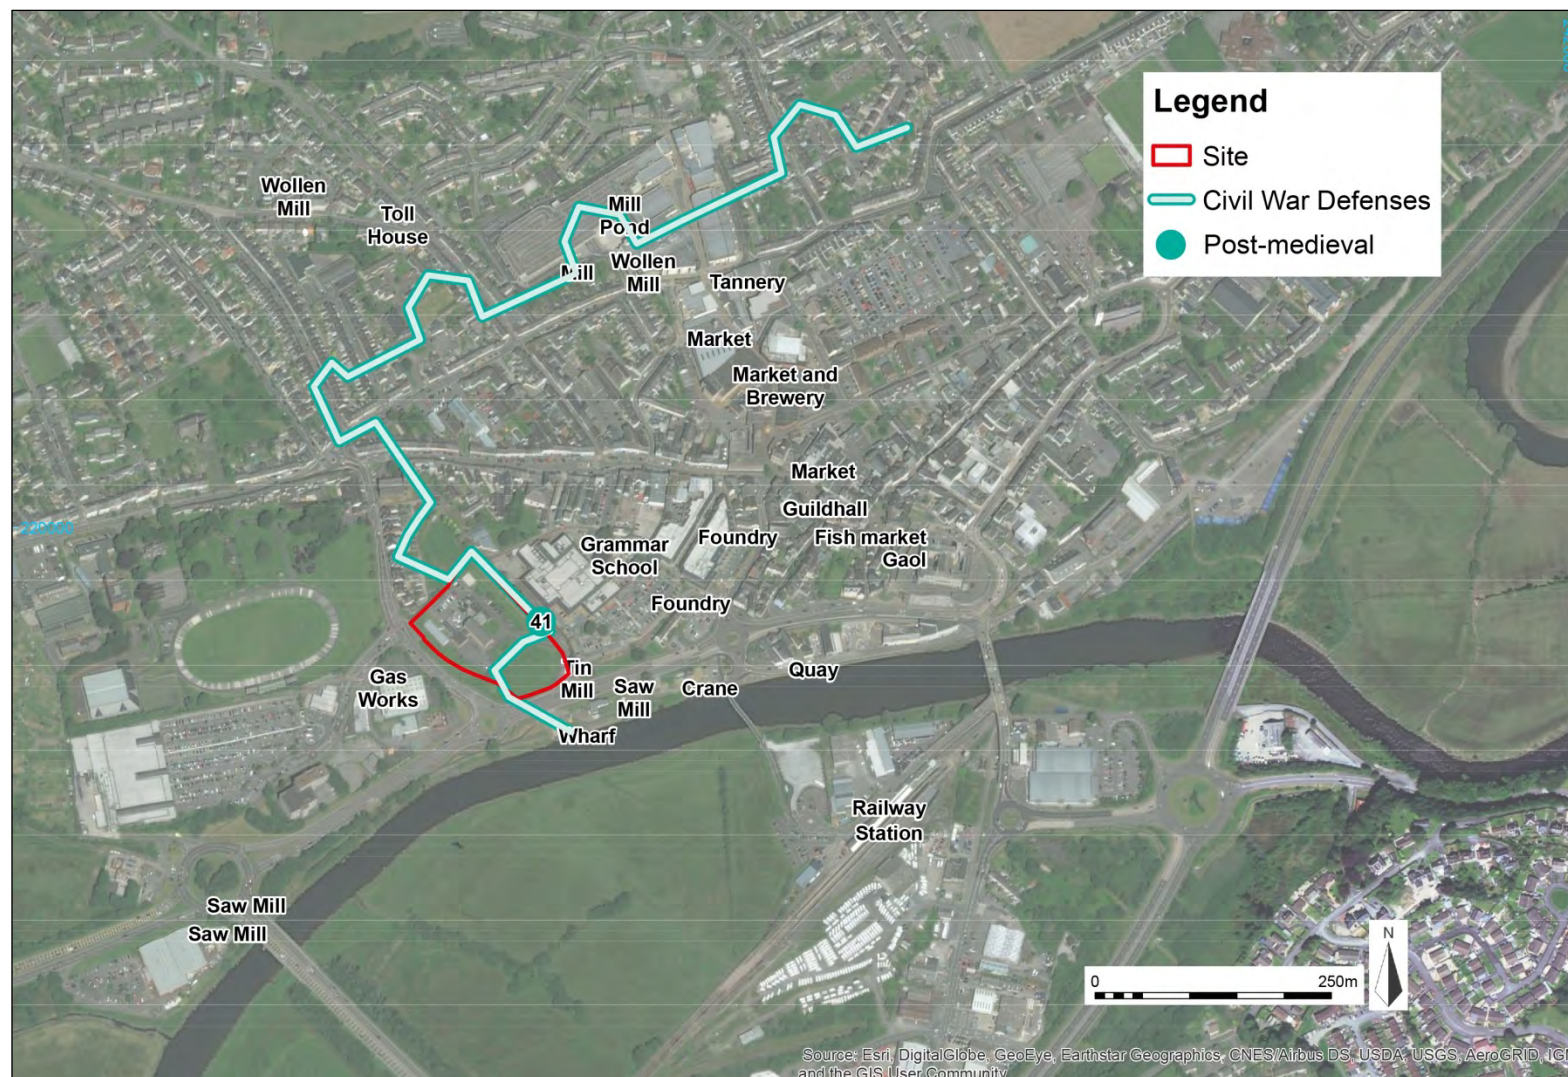 Legend
Site
Civil War Defenses
Post-medieval
Wollen
Mill
Toll
House
Mill
Pond
Mill
Wollen
Mill
Tannery
Market
Market and
Brewery
Market
Guildhall
Fish market
Gaol
Foundry
Grammar
School
Foundry
41
Tin
Mill
Gas
Works
Saw
Mill
Crane
Quay
Wharf
Railway
Station
Saw Mill
Saw Mill
N
0 250m
Source: Esri, DigitalGlobe, GeoEye, Earthstar Geographics, CNES/Airbus DS, USDA, USGS, AeroGRID,
and the GIS User Community